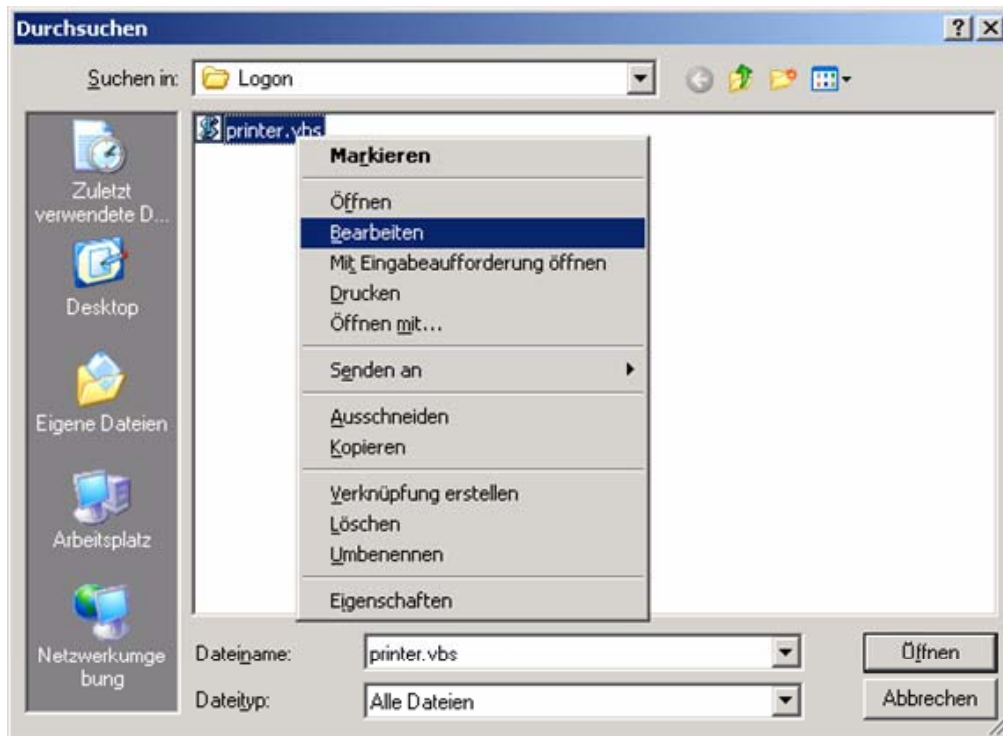 Durchsuchen
Suchen in:
Logon
printer.vbs
Zuletzt
verwendete D...
Desktop
Eigene Dateien
Arbeitsplatz
Netzwerkumge
bung
Markieren
Öffnen
Bearbeiten
Mit Eingabeaufforderung öffnen
Drucken
Öffnen mit...
Senden an
Ausschneiden
Kopieren
Verknüpfung erstellen
Löschen
Umbenennen
Eigenschaften
Dateiname:
printer.vbs
Öffnen
Dateityp:
Alle Dateien
Abbrechen